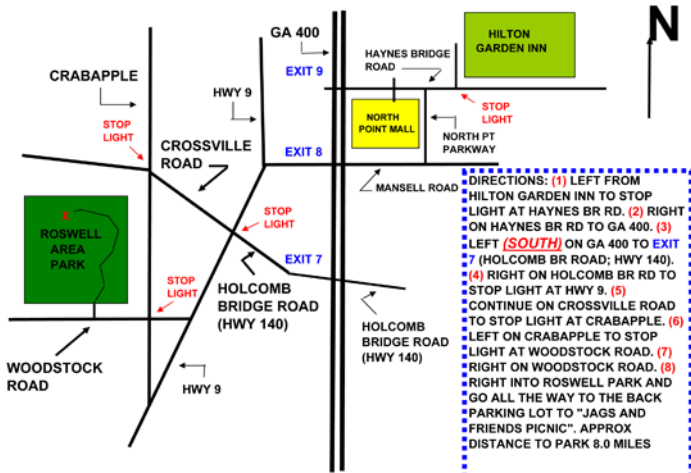 GA 400
HILTON
GARDEN INN
N
HAYNES BRIDGE
ROAD
EXIT 9
CRABAPPLE
HWY 9
STOP
LIGHT
NORTH
POINT MALL
NORTH PT
PARKWAY
STOP
LIGHT
CROSSVILLE
ROAD
EXIT 8
MANSELL ROAD
ROSWELL
AREA
PARK
X
STOP
LIGHT
EXIT 7
STOP
LIGHT
HOLCOMB
BRIDGE ROAD
(HWY 140)
HOLCOMB
BRIDGE ROAD
(HWY 140)
WOODSTOCK
ROAD
HWY 9
DIRECTIONS: (1) LEFT FROM
HILTON GARDEN INN TO STOP
LIGHT AT HAYNES BR RD. (2) RIGHT
ON HAYNES BR RD TO GA 400. (3)
LEFT (SOUTH) ON GA 400 TO EXIT
7 (HOLCOMB BR ROAD; HWY 140).
(4) RIGHT ON HOLCOMB BR RD TO
STOP LIGHT AT HWY 9. (5)
CONTINUE ON CROSSVILLE ROAD
TO STOP LIGHT AT CRABAPPLE. (6)
LEFT ON CRABAPPLE TO STOP
LIGHT AT WOODSTOCK ROAD. (7)
RIGHT ON WOODSTOCK ROAD. (8)
RIGHT INTO ROSWELL PARK AND
GO ALL THE WAY TO THE BACK
PARKING LOT TO "JAGS AND
FRIENDS PICNIC". APPROX
DISTANCE TO PARK 8.0 MILES